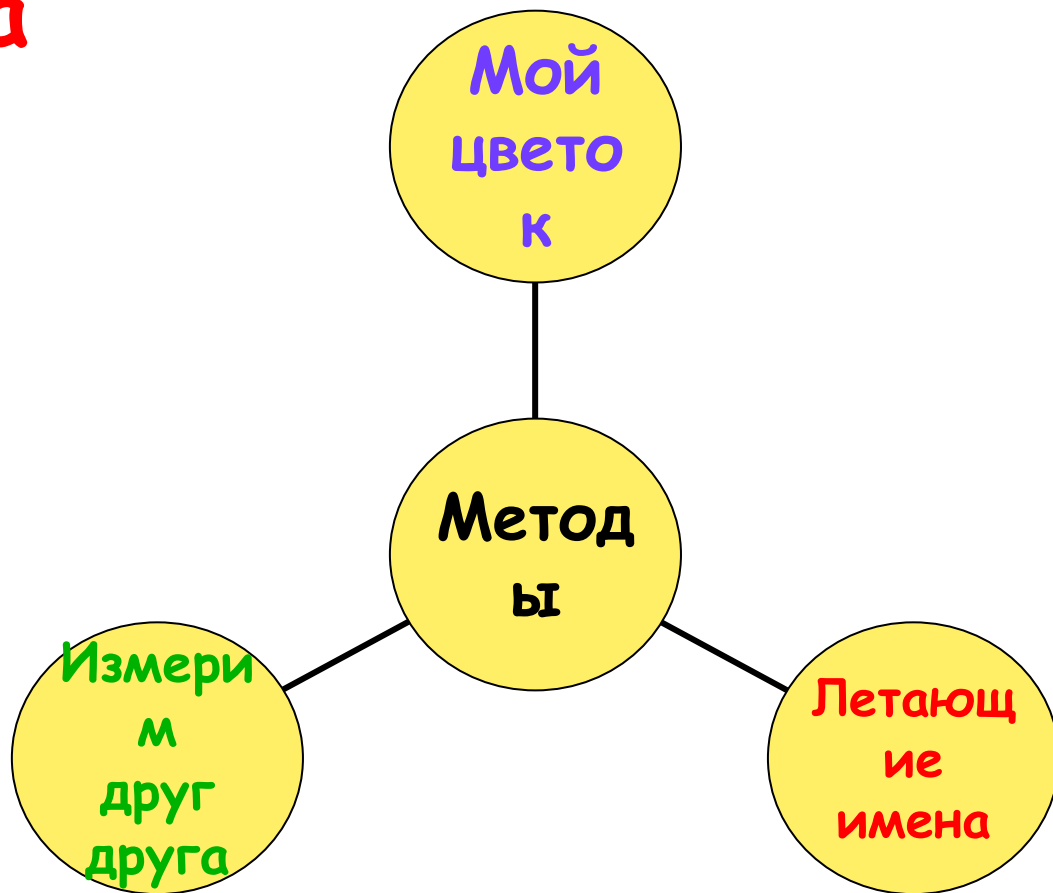 а
Мой
цвето
к
Метод
ы
Измери
м
друг
друга
Летающ
ие
имена